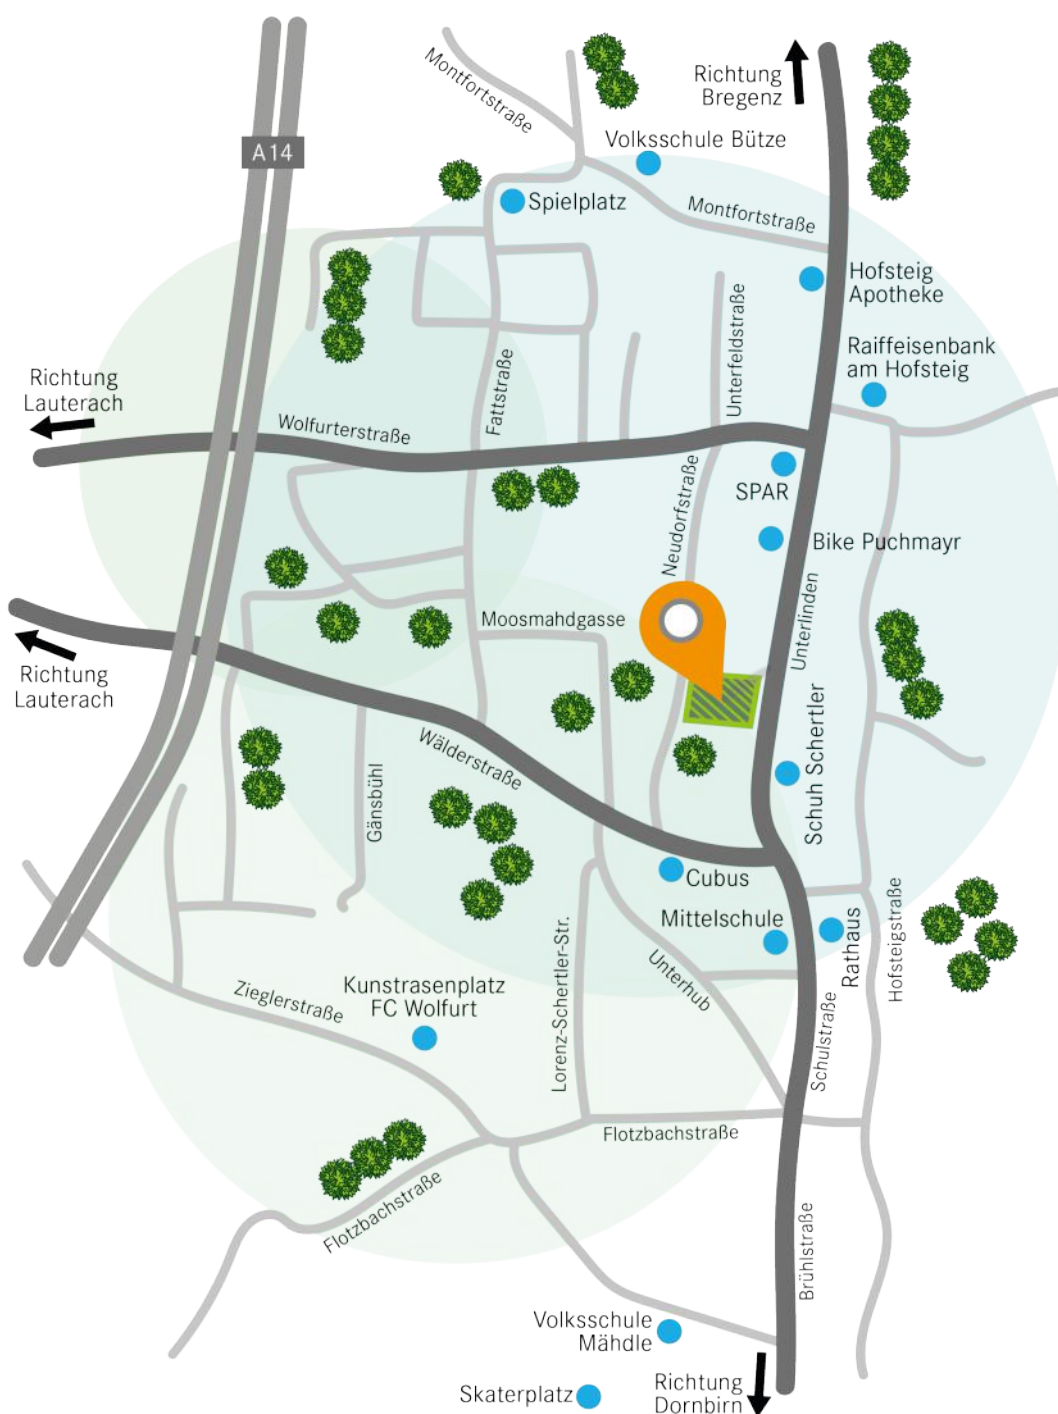 Montfortstraße
Richtung
Bregenz
Volksschule Bütze
A14
Spielplatz
Montfortstraße
Hofsteig
Apotheke
Unterfeldstraße
Raiffeisenbank
am Hofsteig
Richtung
Lauterach
Fattstraße
Wolfurterstraße
SPAR
Neudorfstraße
Bike Puchmayr
Moosmahdgasse
Unterlinden
Richtung
Lauterach
Wälderstraße
Schuh Schertler
Gänsbühl
Cubus
Mittelschule
Rathaus
Hofsteigstraße
Lorenz-Schertler-Str.
Unterhub
Zieglerstraße
Kunstrasenplatz
FC Wolfurt
Schulstraße
Flotzbachstraße
Flotzbachstraße
Brühlstraße
Volksschule
Mähdle
Skaterplatz
Richtung
Dornbirn